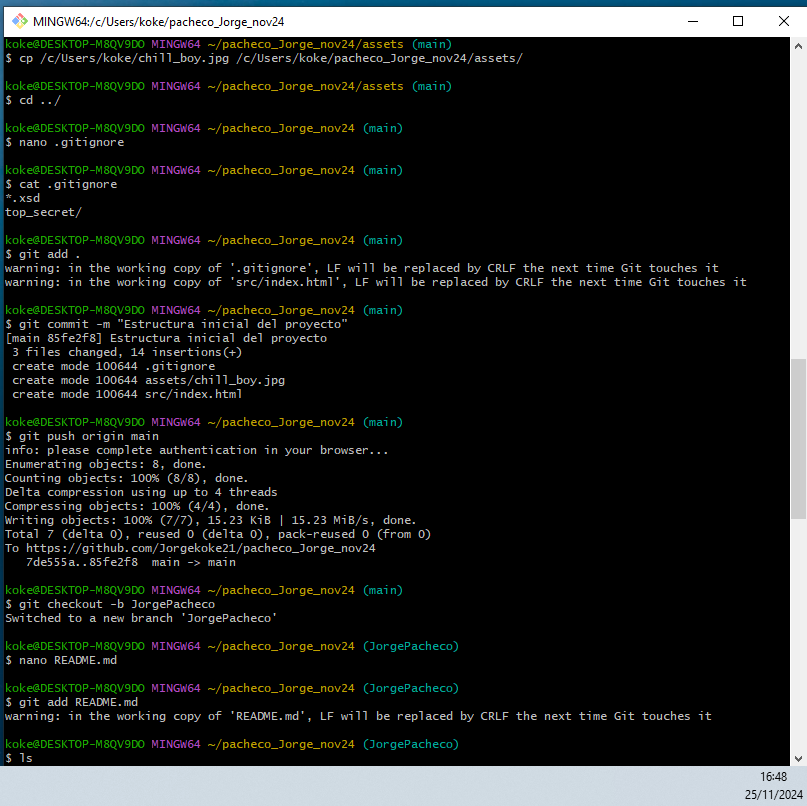 MINGW64:/c/Users/koke/pacheco_Jorge_nov24
koke@DESKTOP-M8QV9DO MINGW64 ~/pacheco_Jorge_nov24/assets (main)
$ cp /c/Users/koke/chill_boy.jpg /c/Users/koke/pacheco_Jorge_nov24/assets/
koke@DESKTOP-M8QV9DO MINGW64 ~/pacheco_Jorge_nov24/assets (main)
$ cd ../
koke@DESKTOP-M8QV9DO MINGW64 ~/pacheco_Jorge_nov24 (main)
$ nano .gitignore
koke@DESKTOP-M8QV9DO MINGW64 ~/pacheco_Jorge_nov24 (main)
$ cat .gitignore
*.xsd
top_secret/
koke@DESKTOP-M8QV9DO MINGW64 ~/pacheco_Jorge_nov24 (main)
$ git add .
warning: in the working copy of '.gitignore', LF will be replaced by CRLF the next time Git touches it
warning: in the working copy of 'src/index.html', LF will be replaced by CRLF the next time Git touches it
koke@DESKTOP-M8QV9DO MINGW64 ~/pacheco_Jorge_nov24 (main)
$ git commit -m "Estructura inicial del proyecto"
[main 85fe2f8] Estructura inicial del proyecto
3 files changed, 14 insertions(+)
create mode 100644 .gitignore
create mode 100644 assets/chill_boy.jpg
create mode 100644 src/index.html
koke@DESKTOP-M8QV9DO MINGW64 ~/pacheco_Jorge_nov24 (main)
$ git push origin main
info: please complete authentication in your browser...
Enumerating objects: 8, done.
Counting objects: 100% (8/8), done.
Delta compression using up to 4 threads
Compressing objects: 100% (4/4), done.
Writing objects: 100% (7/7), 15.23 KiB | 15.23 MiB/s, done.
Total 7 (delta 0), reused 0 (delta 0), pack-reused 0 (from 0)
To https://github.com/Jorgekoke21/pacheco_Jorge_nov24
7de555a..85fe2f8  main -> main
koke@DESKTOP-M8QV9DO MINGW64 ~/pacheco_Jorge_nov24 (main)
$ git checkout -b JorgePacheco
Switched to a new branch 'JorgePacheco'
koke@DESKTOP-M8QV9DO MINGW64 ~/pacheco_Jorge_nov24 (JorgePacheco)
$ nano README.md
koke@DESKTOP-M8QV9DO MINGW64 ~/pacheco_Jorge_nov24 (JorgePacheco)
$ git add README.md
warning: in the working copy of 'README.md', LF will be replaced by CRLF the next time Git touches it
koke@DESKTOP-M8QV9DO MINGW64 ~/pacheco_Jorge_nov24 (JorgePacheco)
$ ls
16:48
25/11/2024